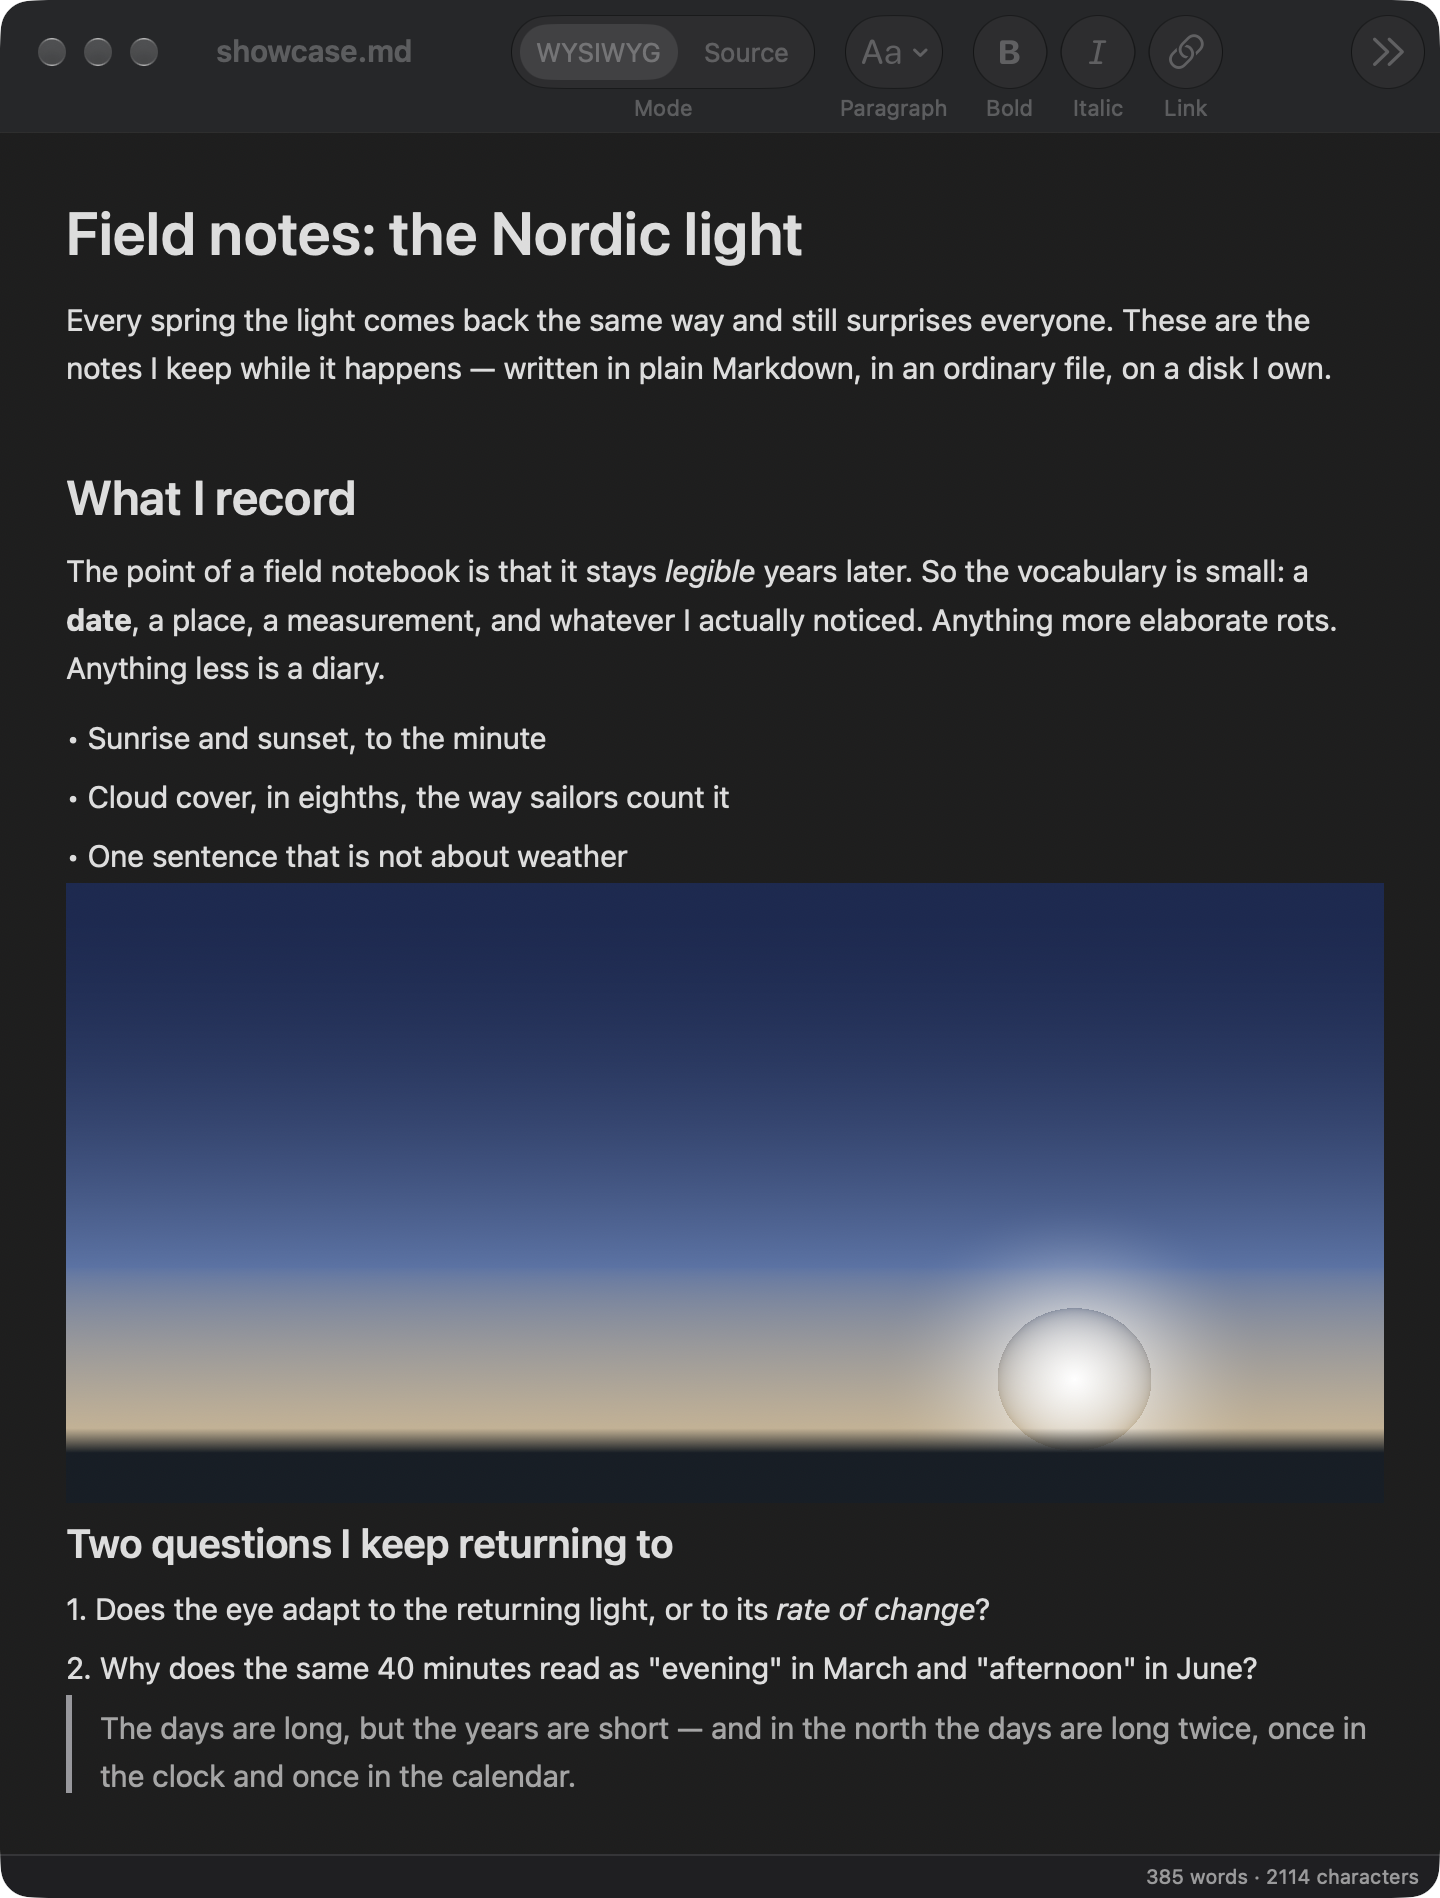 showcase.md
WYSIWYG
Source
Aa
B
I
Mode
Paragraph
Bold
Italic
Link
Field notes: the Nordic light
Every spring the light comes back the same way and still surprises everyone. These are the
notes I keep while it happens — written in plain Markdown, in an ordinary file, on a disk I own.
What I record
The point of a field notebook is that it stays legible years later. So the vocabulary is small: a
date, a place, a measurement, and whatever I actually noticed. Anything more elaborate rots.
Anything less is a diary.
• Sunrise and sunset, to the minute
• Cloud cover, in eighths, the way sailors count it
• One sentence that is not about weather
Two questions I keep returning to
1. Does the eye adapt to the returning light, or to its rate of change?
2. Why does the same 40 minutes read as "evening" in March and "afternoon" in June?
The days are long, but the years are short — and in the north the days are long twice, once in
the clock and once in the calendar.
385 words · 2114 characters